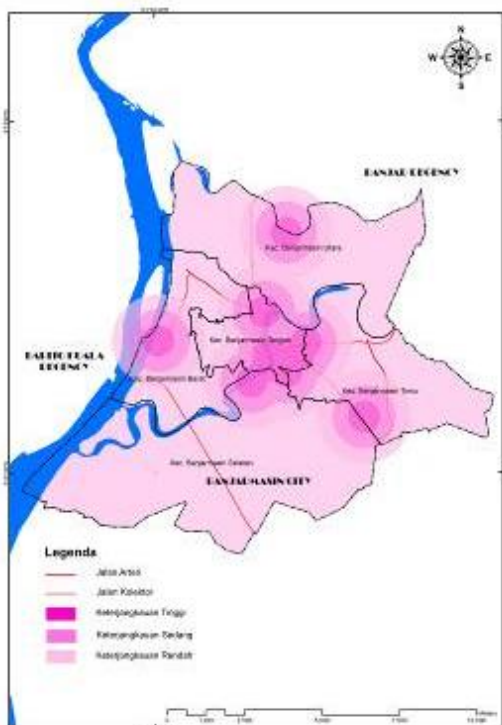 N
W E
S
BANJAR REGENCY
Kec. Banjarmasin Utara
Kec. Banjarmasin Tengah
BARITO KUALA
REGENCY
Kec. Banjarmasin Barat
Kec. Banjarmasin Timur
Kec. Banjarmasin Selatan
BANJARMASIN CITY
Legenda
Jalan Arteri
Jalan Kolektor
Keterjangkauan Tinggi
Keterjangkauan Sedang
Keterjangkauan Rendah
0